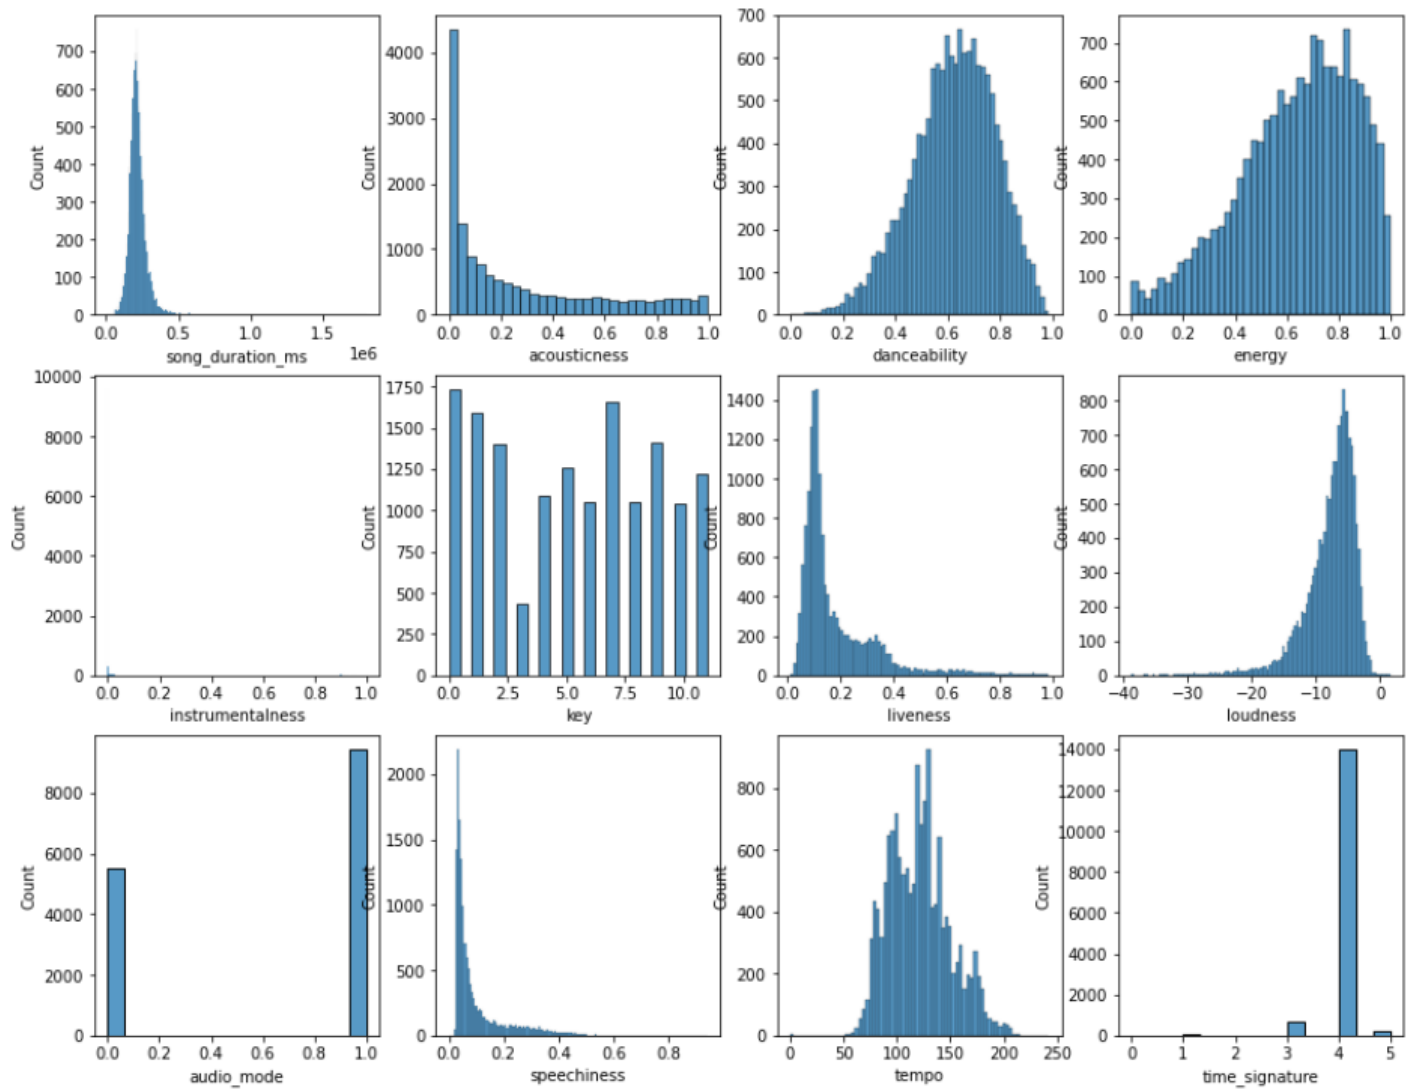 700
600
500
400
300
200
100
0
Count
0.0 0.5 1.0 1.5
1e6
song_duration_ms
4000
3000
2000
1000
0
Count
0.0 0.2 0.4 0.6 0.8 1.0
acousticness
700
600
500
400
300
200
100
0
Count
0.0 0.2 0.4 0.6 0.8 1.0
danceability
700
600
500
400
300
200
100
0
Count
0.0 0.2 0.4 0.6 0.8 1.0
energy
10000
8000
6000
4000
2000
0
Count
0.0 0.2 0.4 0.6 0.8 1.0
instrumentalness
1750
1500
1250
1000
750
500
250
0
Count
0.0 2.5 5.0 7.5 10.0
key
1400
1200
1000
800
600
400
200
0
Count
0.0 0.2 0.4 0.6 0.8 1.0
liveness
800
700
600
500
400
300
200
100
0
Count
−40 −30 −20 −10 0
loudness
8000
6000
4000
2000
0
Count
0.0 0.2 0.4 0.6 0.8 1.0
audio_mode
2000
1500
1000
500
0
Count
0.0 0.2 0.4 0.6 0.8
speechiness
800
600
400
200
0
Count
0 50 100 150 200 250
tempo
14000
12000
10000
8000
6000
4000
2000
0
Count
0 1 2 3 4 5
time_signature